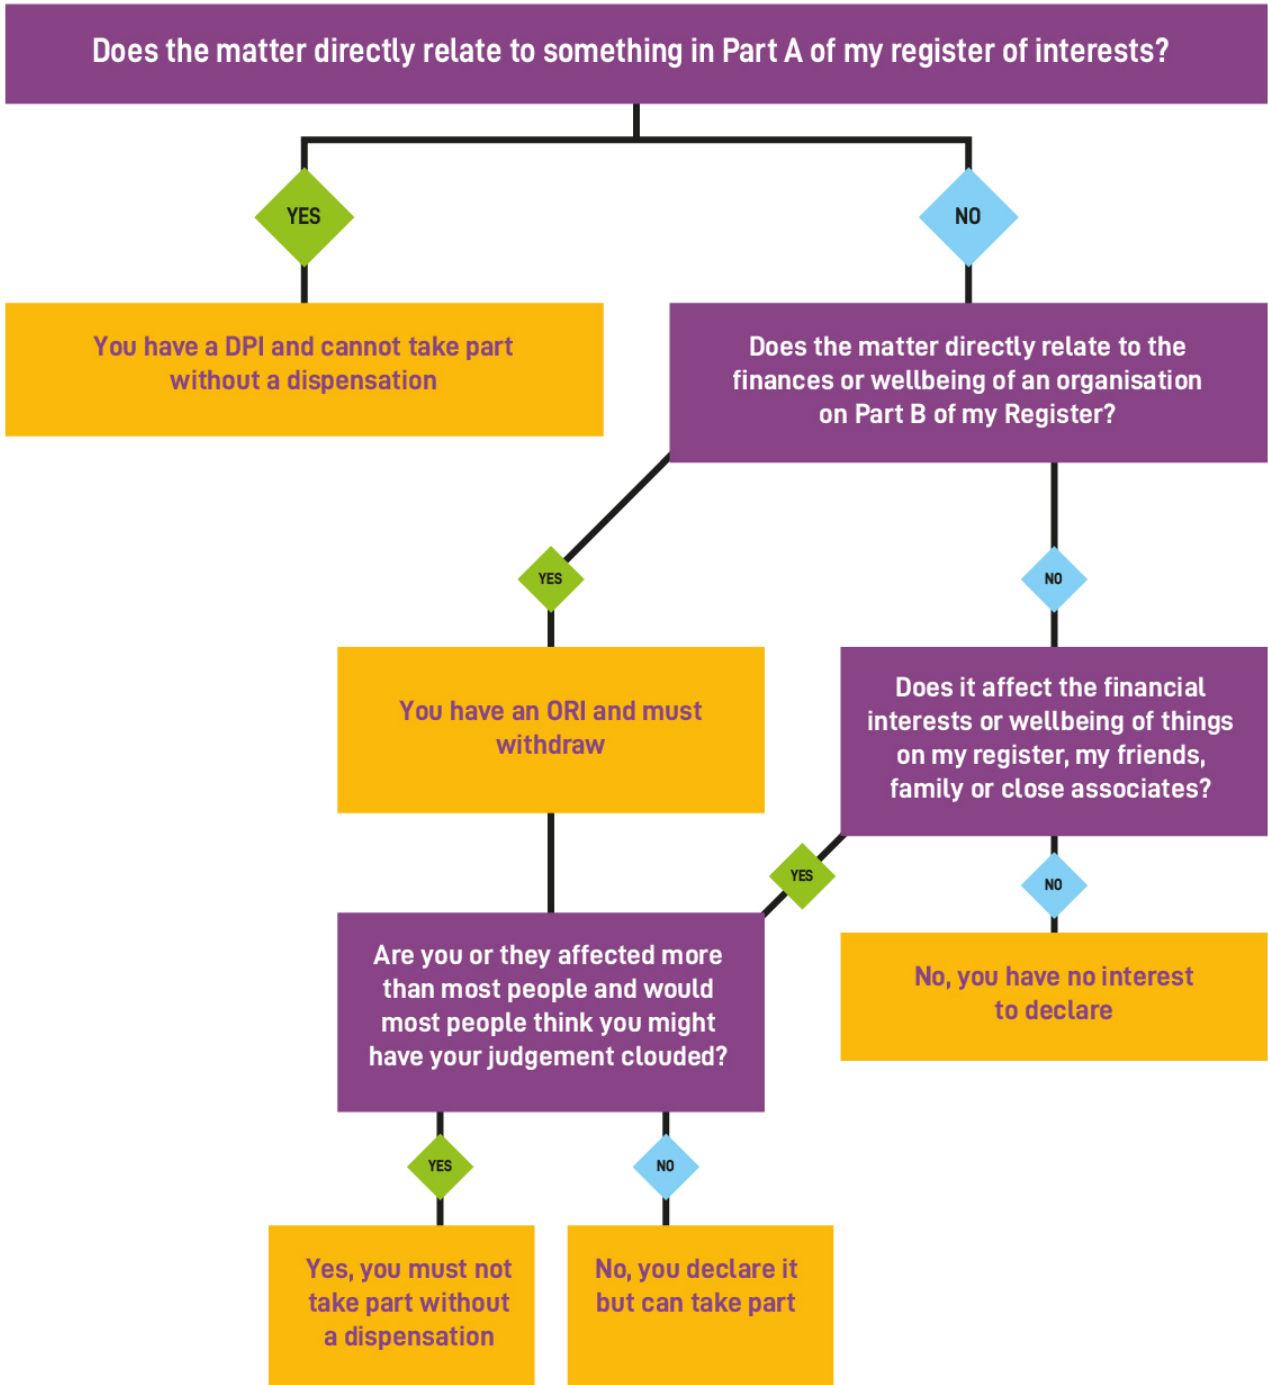 Does the matter directly relate to something in Part A of my register of interests?
YES
NO
You have a DPI and cannot take part
without a dispensation
Does the matter directly relate to the
finances or wellbeing of an organisation
on Part B of my Register?
YES
NO
You have an ORI and must
withdraw
Does it affect the financial
interests or wellbeing of things
on my register, my friends,
family or close associates?
YES
NO
Are you or they affected more
than most people and would
most people think you might
have your judgement clouded?
No, you have no interest
to declare
YES
NO
Yes, you must not
take part without
a dispensation
No, you declare it
but can take part